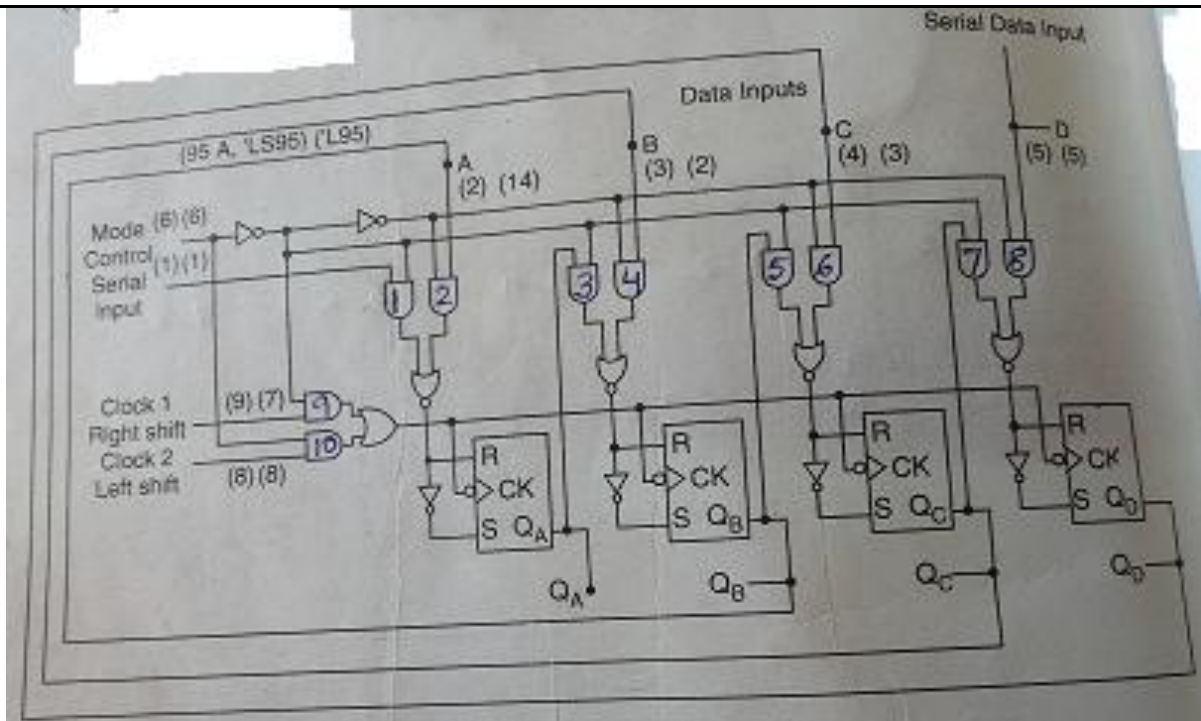 Serial Data Input
Data Inputs
(95 A, 'LS95) ('L95)
A
(2) (14)
B
(3) (2)
C
(4) (3)
D
(5) (5)
Mode (6) (6)
Control
Serial (1) (1)
Input
1
2
3
4
5
6
7
8
Clock 1 (9) (7)
Right shift
9
Clock 2
Left shift (8) (8)
10
R
CK
S QA
R
CK
S QB
R
CK
S QC
R
CK
S QD
QA
QB
QC
QD